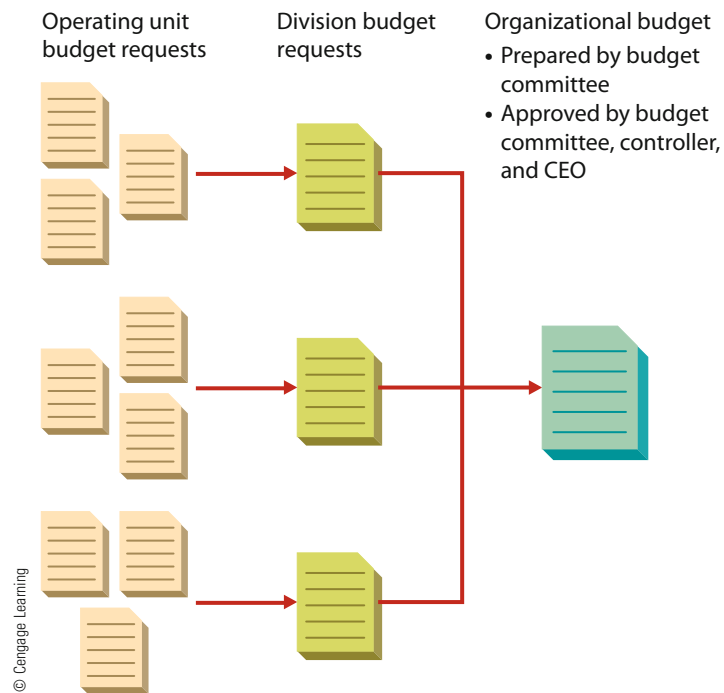 Operating unit
budget requests
Division budget
requests
Organizational budget
• Prepared by budget
committee
• Approved by budget
committee, controller,
and CEO
© Cengage Learning